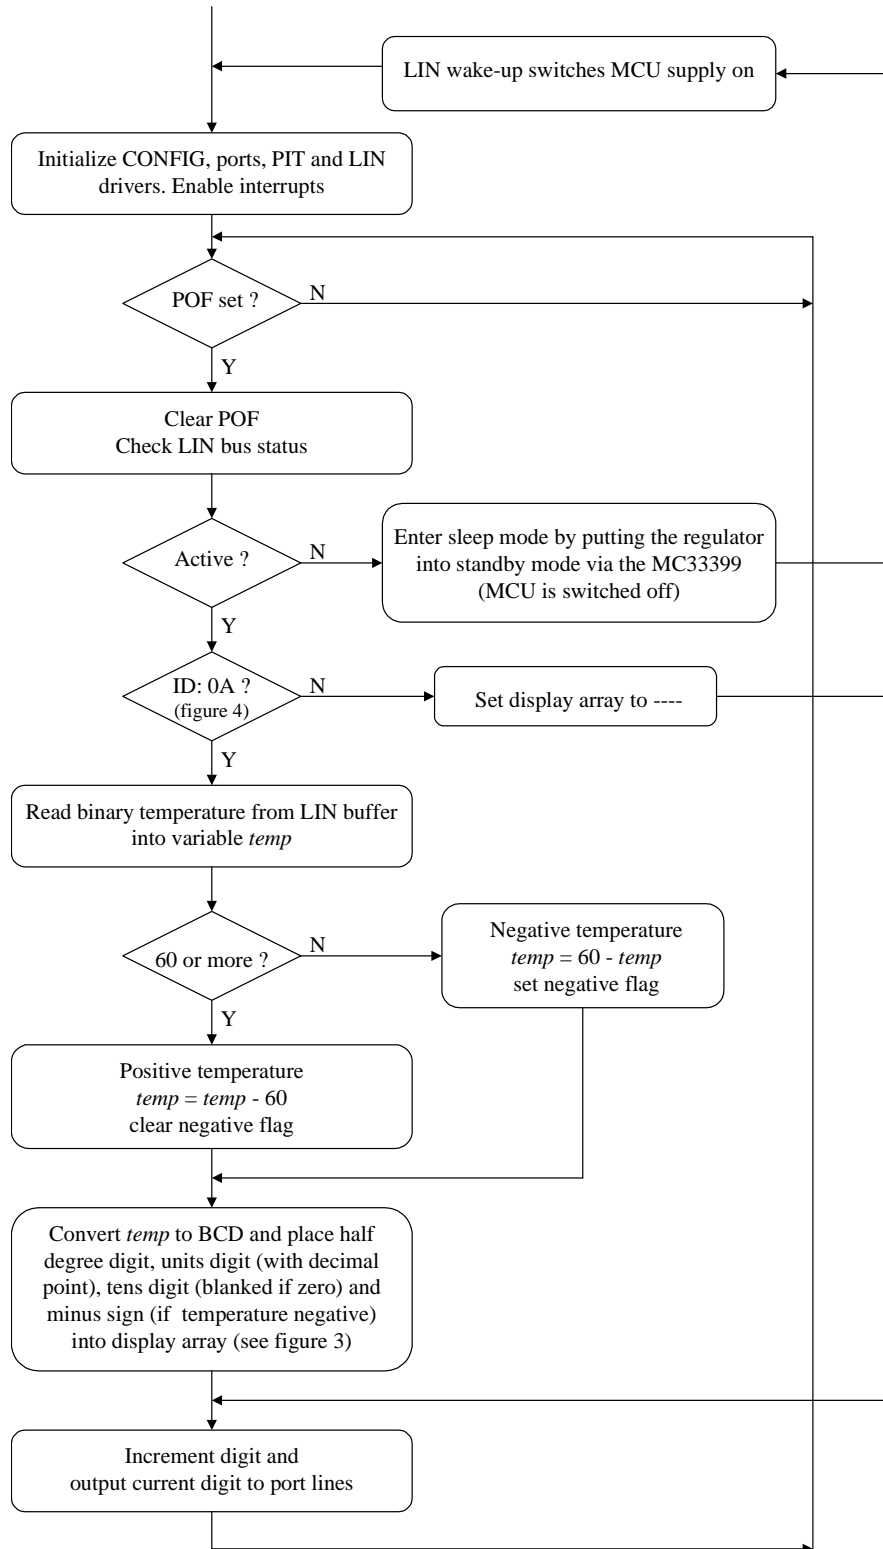 LIN wake-up switches MCU supply on
Initialize CONFIG, ports, PIT and LIN
drivers. Enable interrupts
POF set ?
N
Y
Clear POF
Check LIN bus status
Active ?
N
Enter sleep mode by putting the regulator
into standby mode via the MC33399
(MCU is switched off)
Y
ID: 0A ?
(figure 4)
N
Set display array to ----
Y
Read binary temperature from LIN buffer
into variable temp
60 or more ?
N
Negative temperature
temp = 60 - temp
set negative flag
Y
Positive temperature
temp = temp - 60
clear negative flag
Convert temp to BCD and place half
degree digit, units digit (with decimal
point), tens digit (blanked if zero) and
minus sign (if temperature negative)
into display array (see figure 3)
Increment digit and
output current digit to port lines